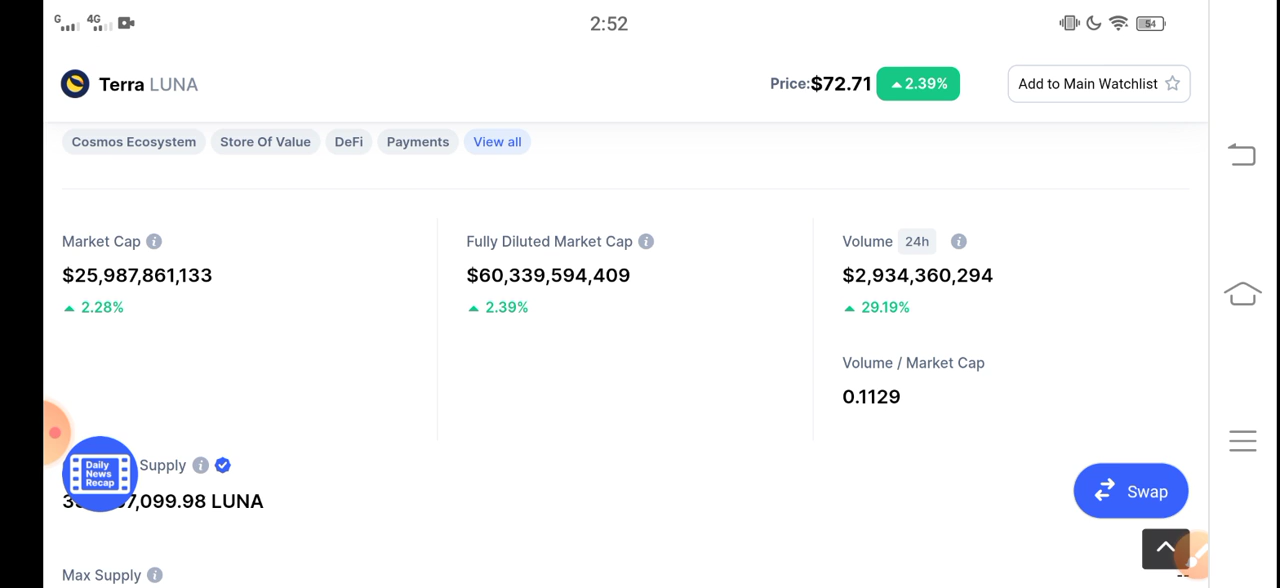 G 4G 2:52 54
Terra LUNA Price:$72.71 2.39% Add to Main Watchlist
Cosmos Ecosystem Store Of Value DeFi Payments View all
Market Cap Fully Diluted Market Cap Volume 24h
$25,987,861,133 $60,339,594,409 $2,934,360,294
2.28% 2.39% 29.19%
Volume / Market Cap
0.1129
Daily
News
Recap
Supply
7,099.98 LUNA
Swap
Max Supply
--